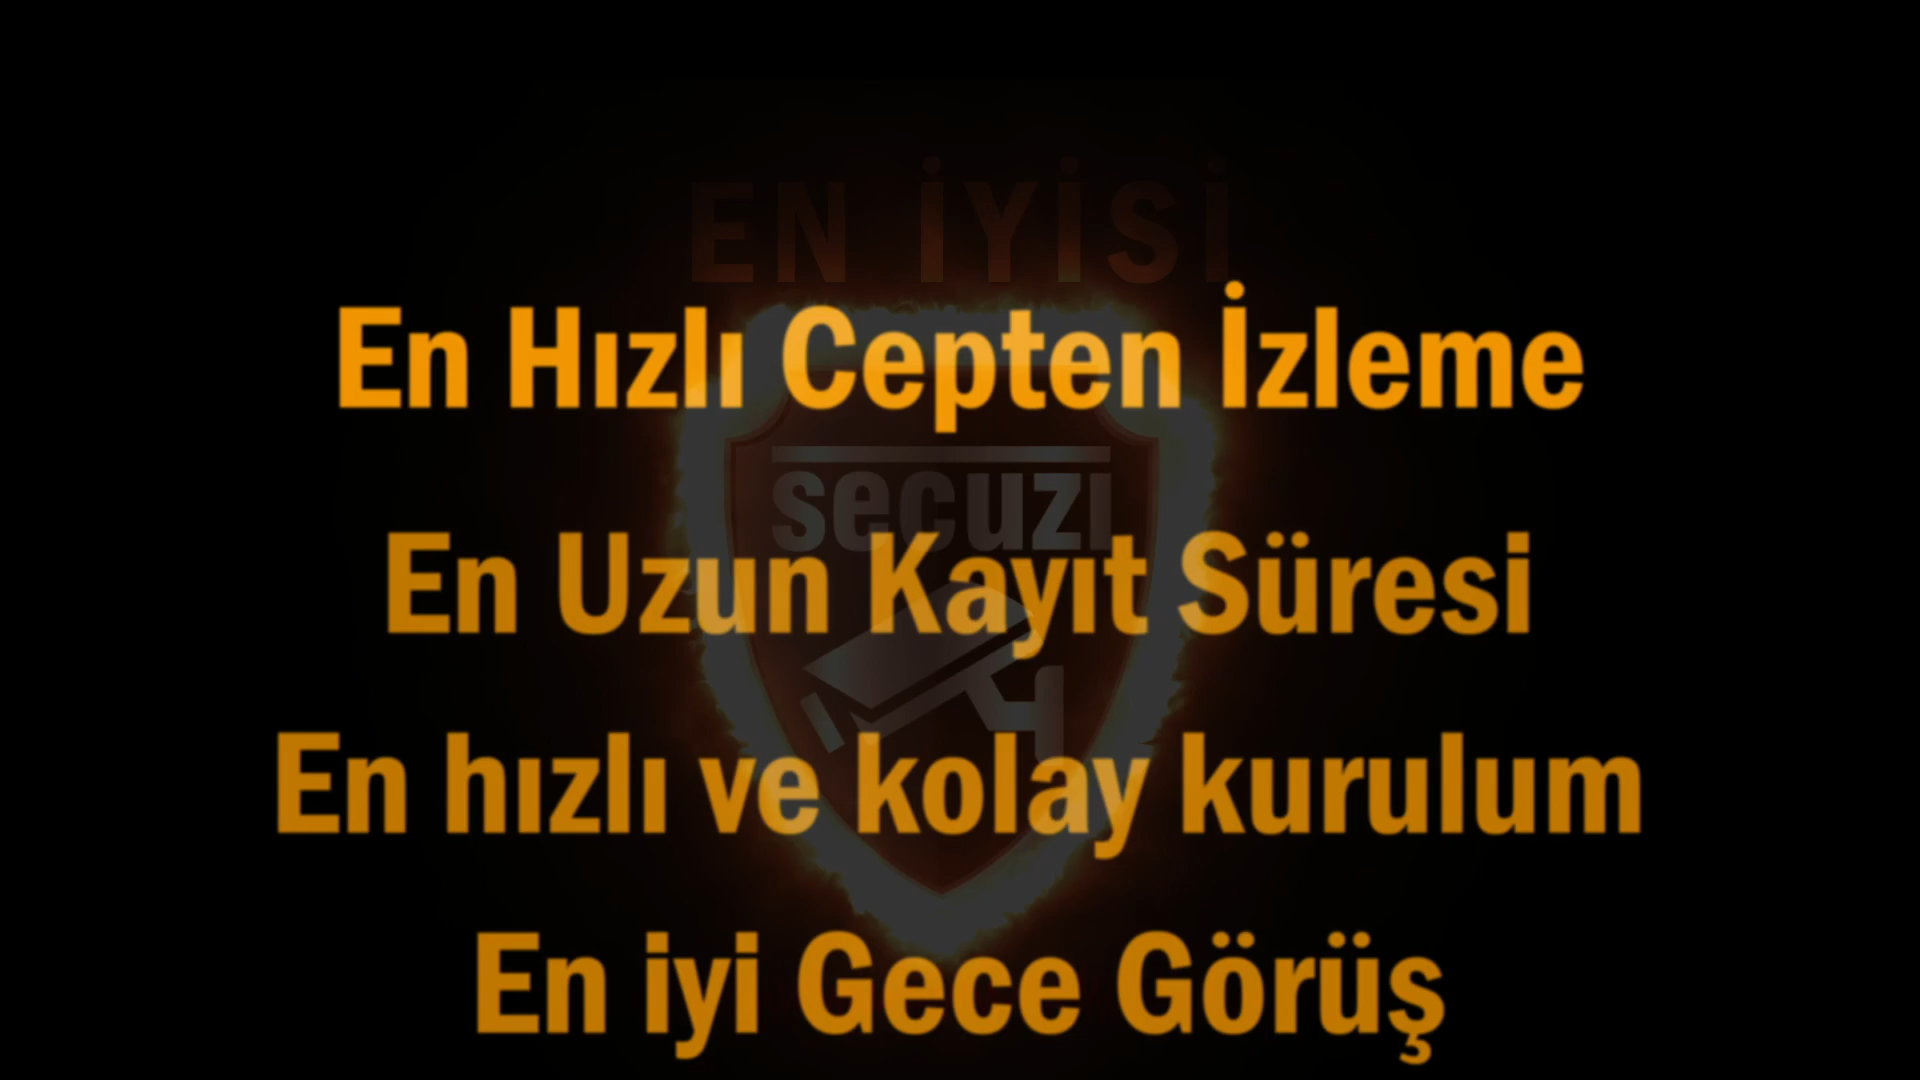 EN İYİSİ
En Hızlı Cepten İzleme
secuzi
En Uzun Kayıt Süresi
En hızlı ve kolay kurulum
En iyi Gece Görüş